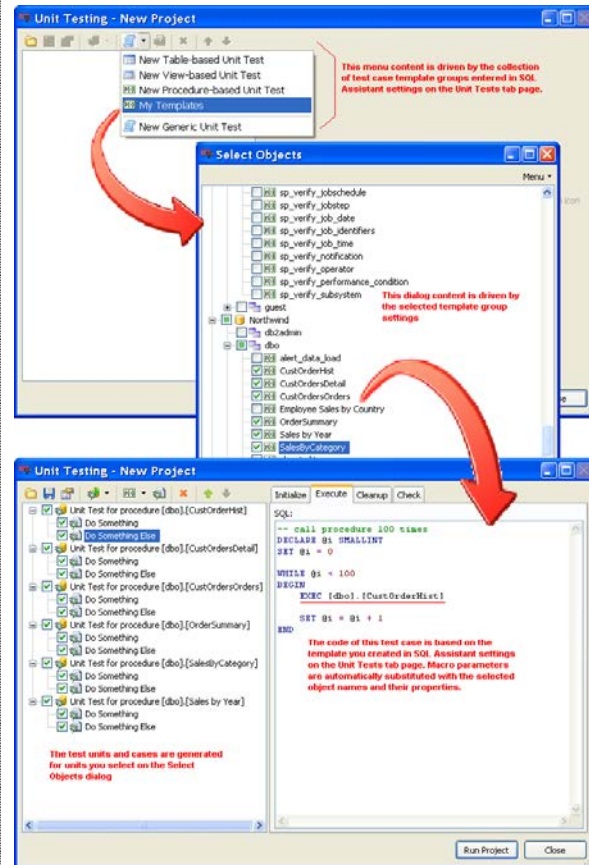 Unit Testing - New Project
New Table-based Unit Test
New View-based Unit Test
New Procedure-based Unit Test
My Templates
New Generic Unit Test
This menu content is driven by the collection
of test case template groups entered in SQL
Assistant settings on the Unit Tests tab page.
Select Objects
Menu
icon
sp_verify_jobschedule
sp_verify_jobstep
sp_verify_job_date
sp_verify_job_identifiers
sp_verify_job_time
sp_verify_notification
sp_verify_operator
sp_verify_performance_condition
sp_verify_subsystem
This dialog content is driven by
the selected template group
settings
guest
Northwind
db2admin
dbo
alert_data_load
CustOrderHist
CustOrdersDetail
CustOrdersOrders
Employee Sales by Country
OrderSummary
Sales by Year
SalesByCategory
Unit Testing - New Project
Unit Test for procedure [dbo].[CustOrderHist]
Do Something
Do Something Else
Unit Test for procedure [dbo].[CustOrdersDetail]
Do Something
Do Something Else
Unit Test for procedure [dbo].[CustOrdersOrders]
Do Something
Do Something Else
Unit Test for procedure [dbo].[OrderSummary]
Do Something
Do Something Else
Unit Test for procedure [dbo].[SalesByCategory]
Do Something
Do Something Else
Unit Test for procedure [dbo].[Sales by Year]
Do Something
Do Something Else
The test units and cases are generated
for units you select on the Select
Objects dialog
Initialize Execute Cleanup Check
SQL:
-- call procedure 100 times
DECLARE @i SMALLINT
SET @i = 0
WHILE @i < 100
BEGIN
EXEC [dbo].[CustOrderHist]
SET @i = @i + 1
END
The code of this test case is based on the
template you created in SQL Assistant settings
on the Unit Tests tab page. Macro parameters
are automatically substituted with the selected
object names and their properties.
Run Project Close